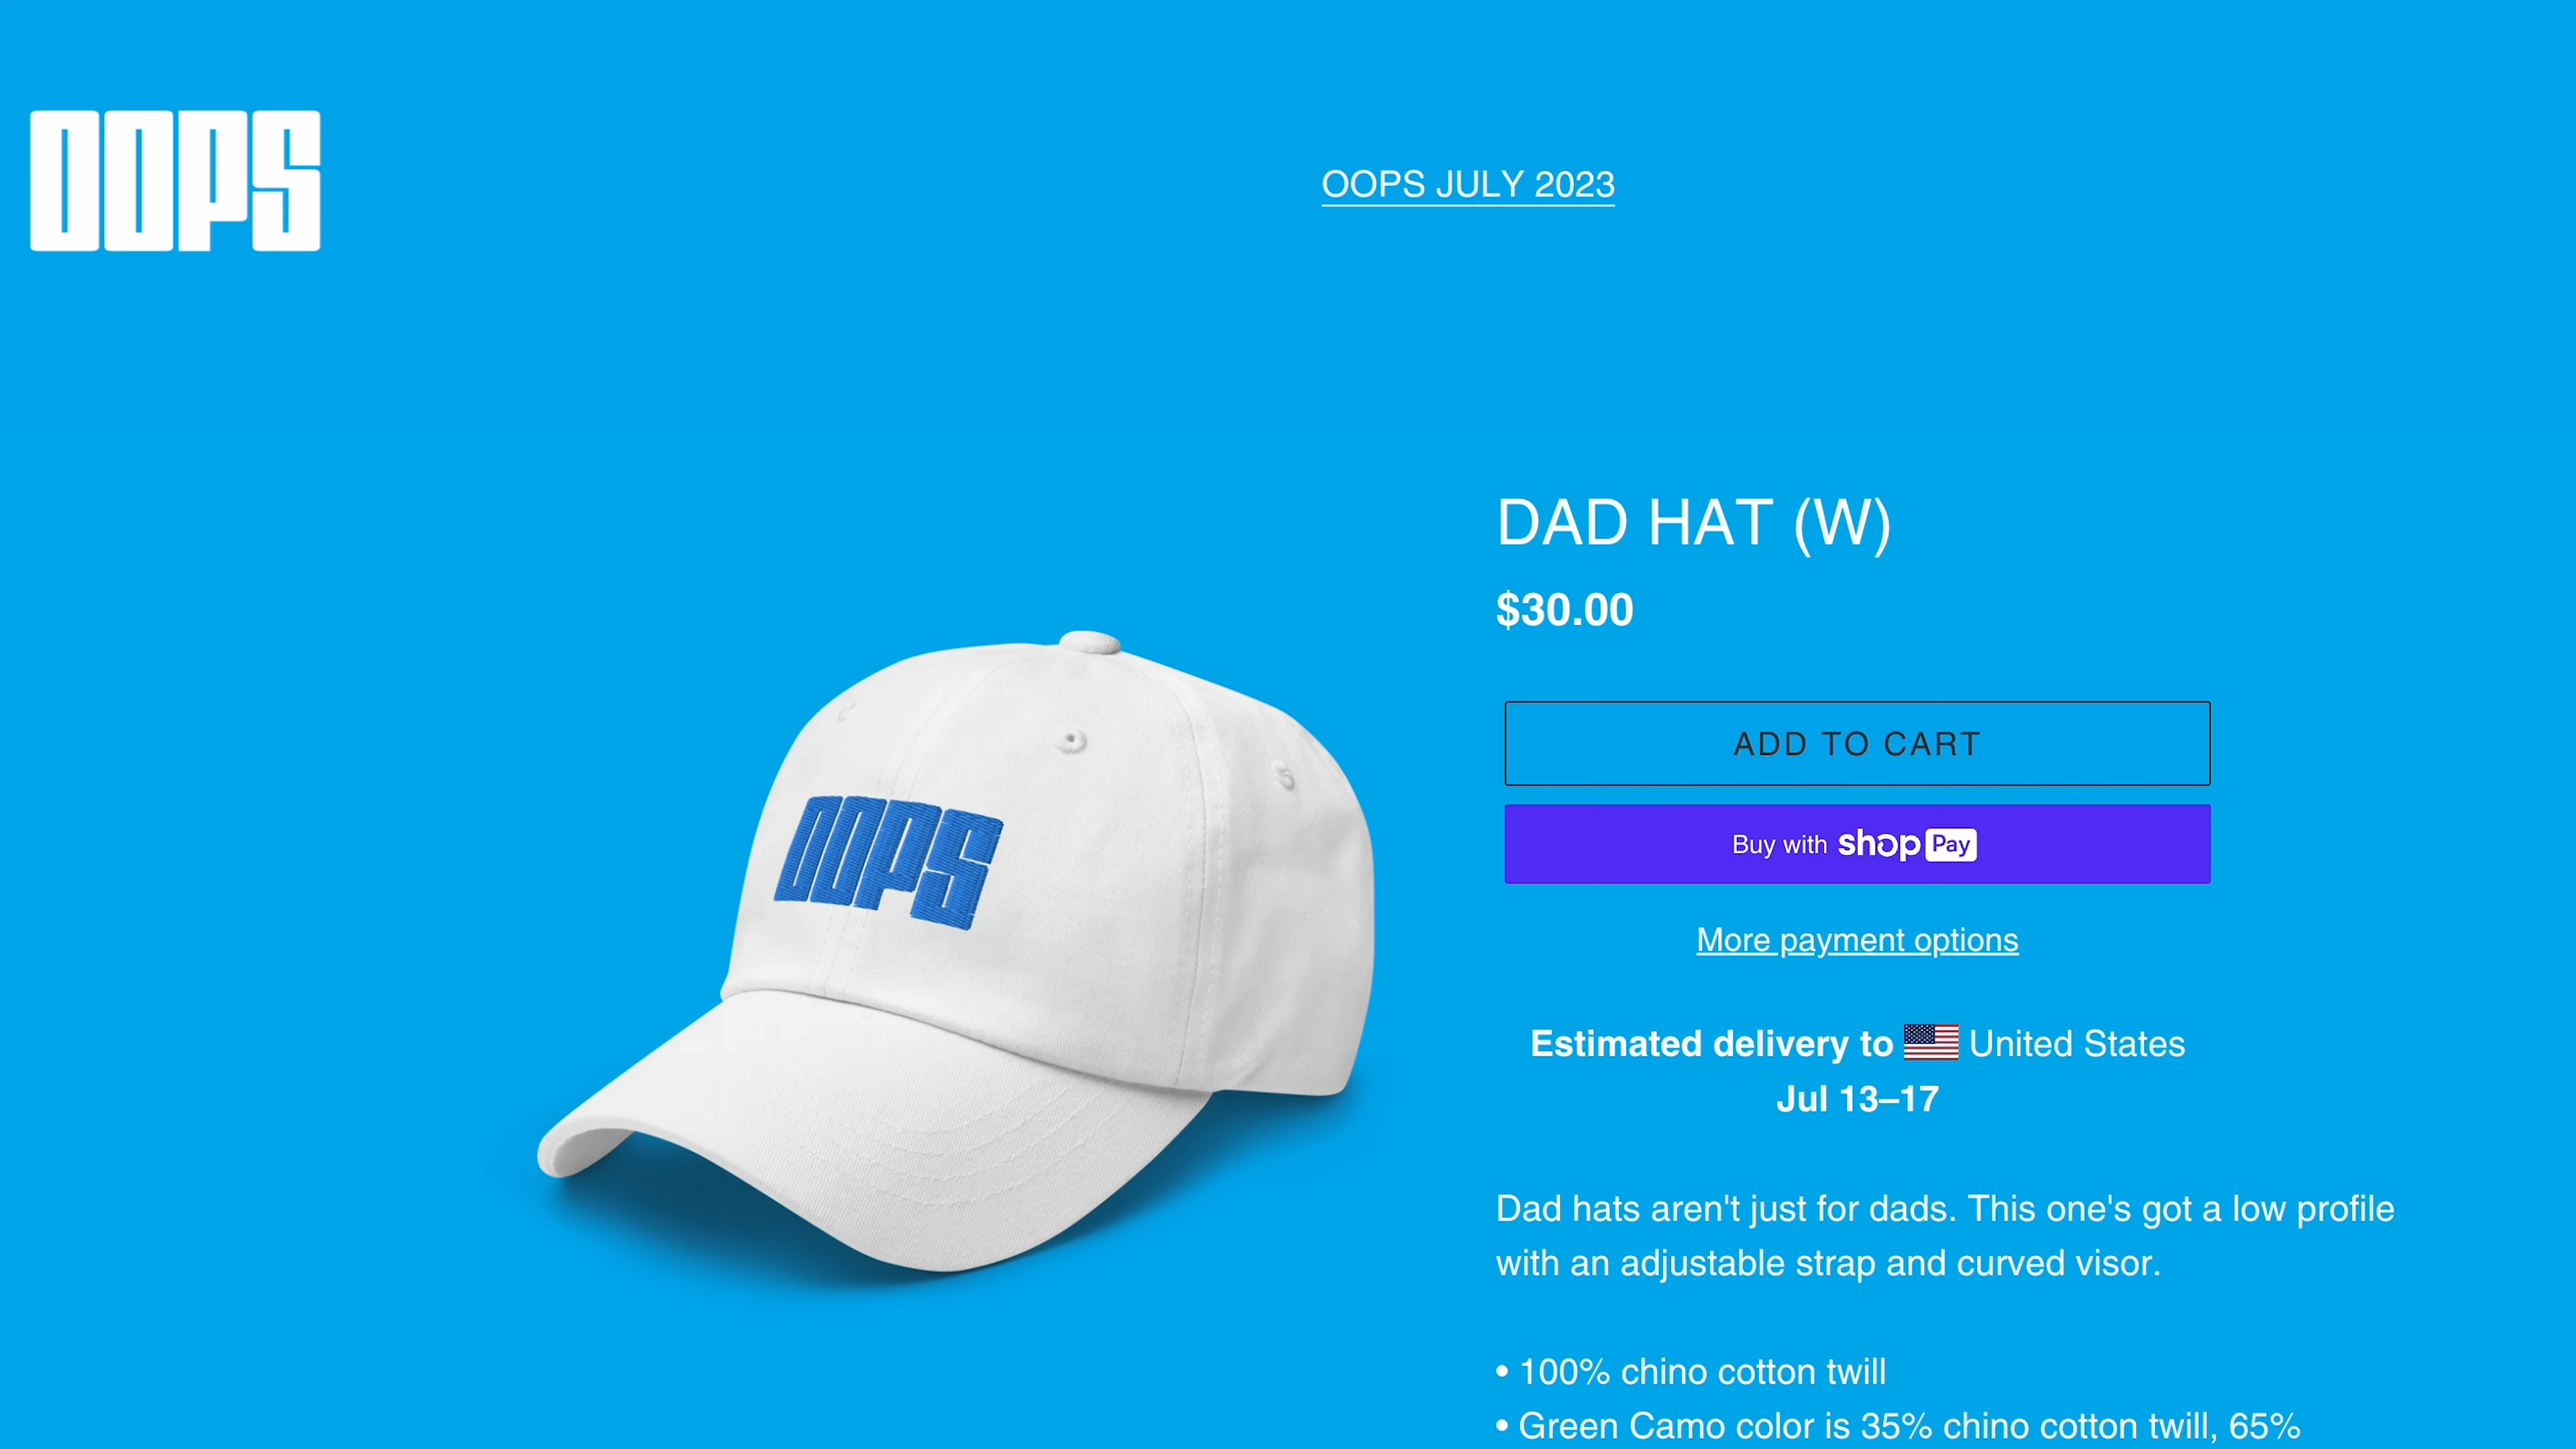 OOPS
OOPS JULY 2023
DAD HAT (W)
$30.00
OOPS
ADD TO CART
Buy with shop Pay
More payment options
Estimated delivery to United States
Jul 13–17
Dad hats aren't just for dads. This one's got a low profile
with an adjustable strap and curved visor.
• 100% chino cotton twill
• Green Camo color is 35% chino cotton twill, 65%